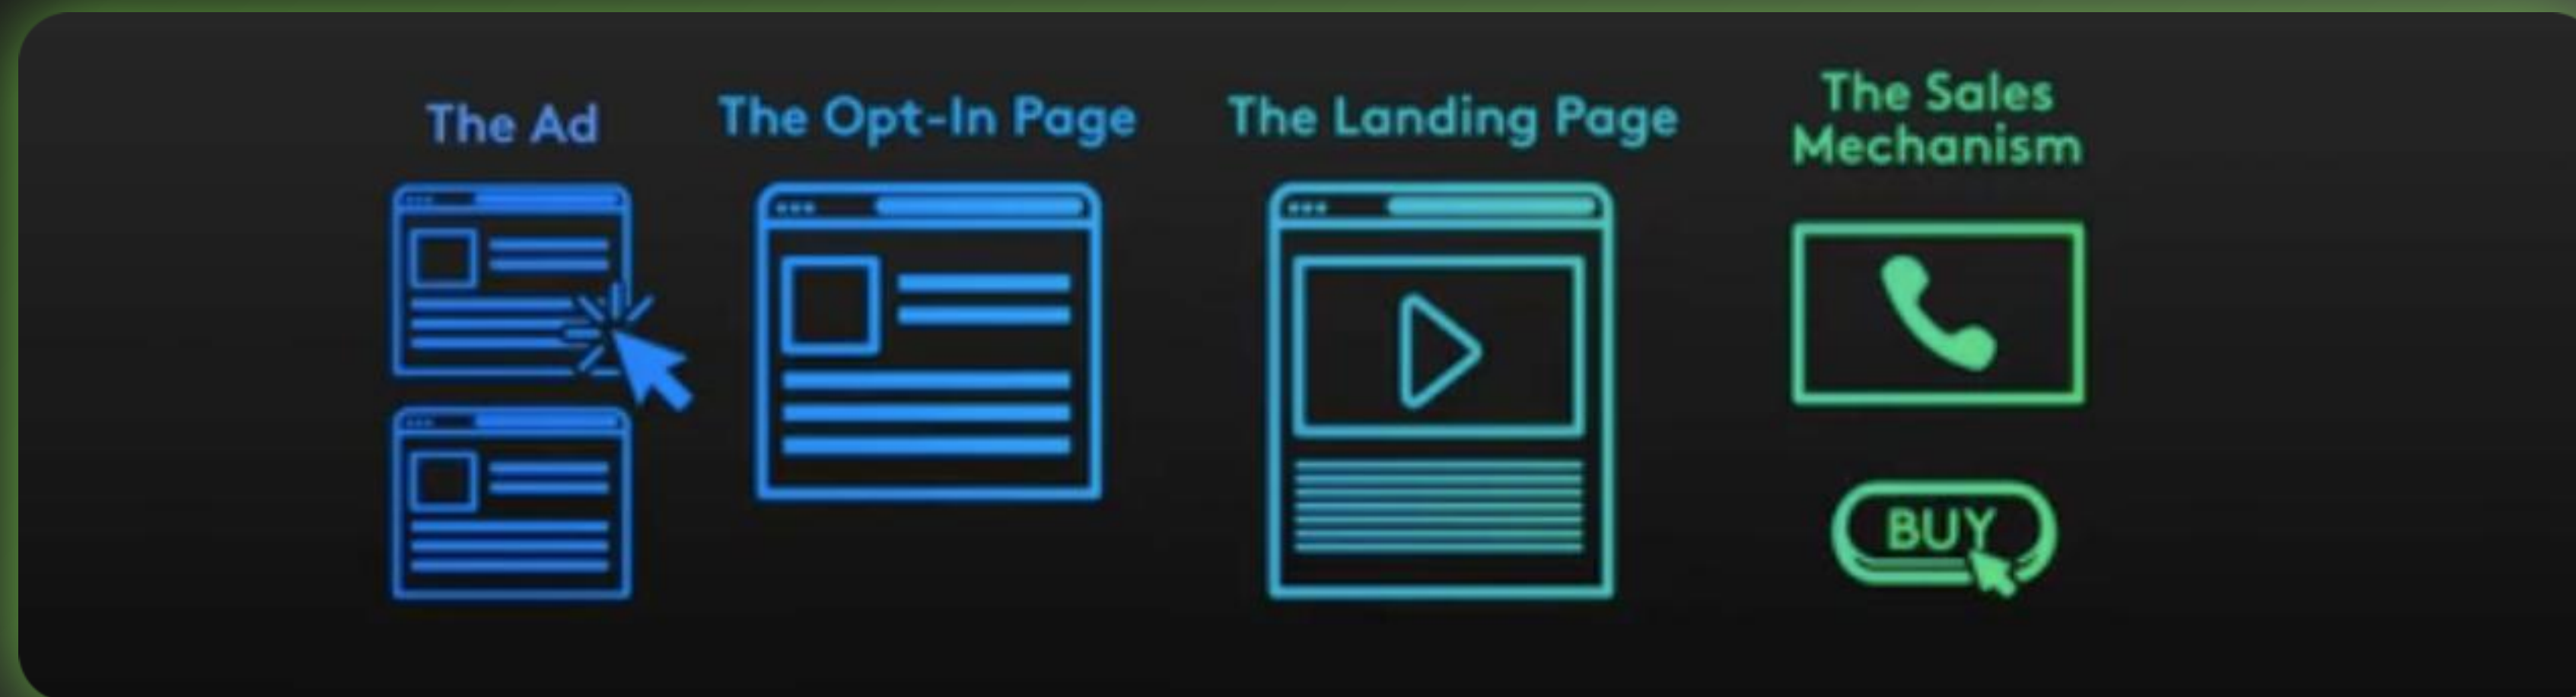 The Ad
The Opt-In Page
The Landing Page
The Sales
Mechanism
BUY